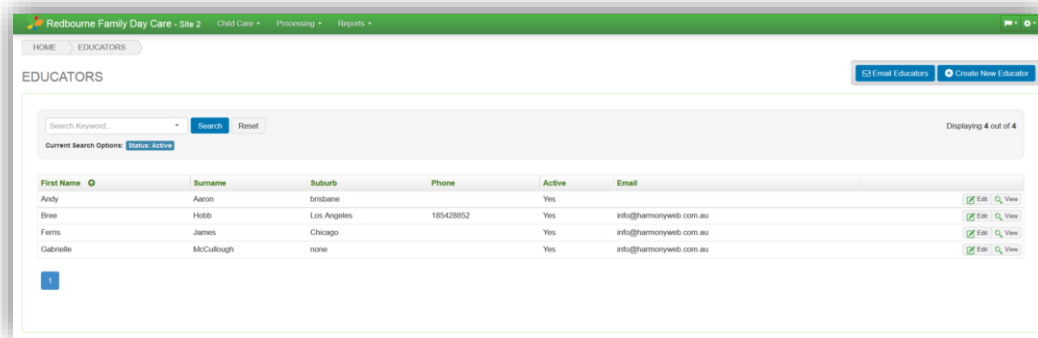 Redbourne Family Day Care - Site 2 Child Care Processing Reports
HOME EDUCATORS
EDUCATORS
Email Educators Create New Educator
Search Keyword... Search Reset Displaying 4 out of 4
Current Search Options: Status: Active
First Name Surname Suburb Phone Active Email
Andy Aaron brisbane Yes Edit View
Bree Hobb Los Angeles 185428852 Yes info@harmonyweb.com.au Edit View
Ferris James Chicago Yes info@harmonyweb.com.au Edit View
Gabrielle McCullough none Yes info@harmonyweb.com.au Edit View
1